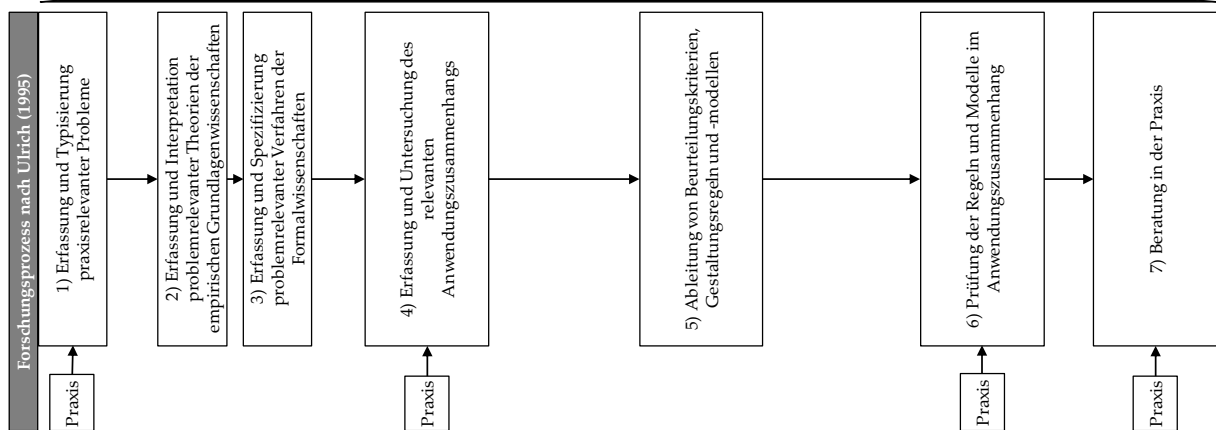 Forschungsprozess nach Ulrich (1995)
1) Erfassung und Typisierung
praxisrelevanter Probleme
Praxis
2) Erfassung und Interpretation
problemrelevanter Theorien der
empirischen Grundlagenwissenschaften
3) Erfassung und Spezifizierung
problemrelevanter Verfahren der
Formalwissenschaften
4) Erfassung und Untersuchung des
relevanten
Anwendungszusammenhangs
Praxis
5) Ableitung von Beurteilungskriterien,
Gestaltungsregeln und -modellen
6) Prüfung der Regeln und Modelle im
Anwendungszusammenhang
Praxis
7) Beratung in der Praxis
Praxis